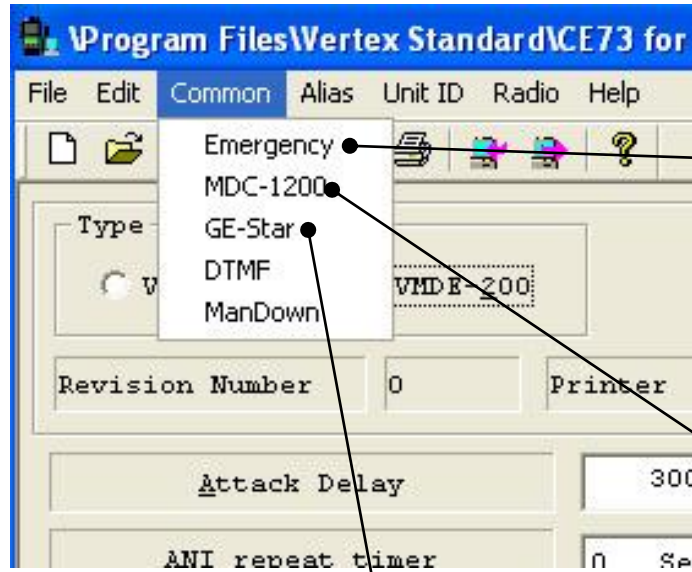 \Program Files\Vertex Standard\CE73 for
File Edit Common Alias Unit ID Radio Help
Emergency
MDC-1200
GE-Star
DTMF
ManDown
Type
V
VMDE-200
Revision Number 0 Printer
Attack Delay 300
ANI repeat timer 0 Se